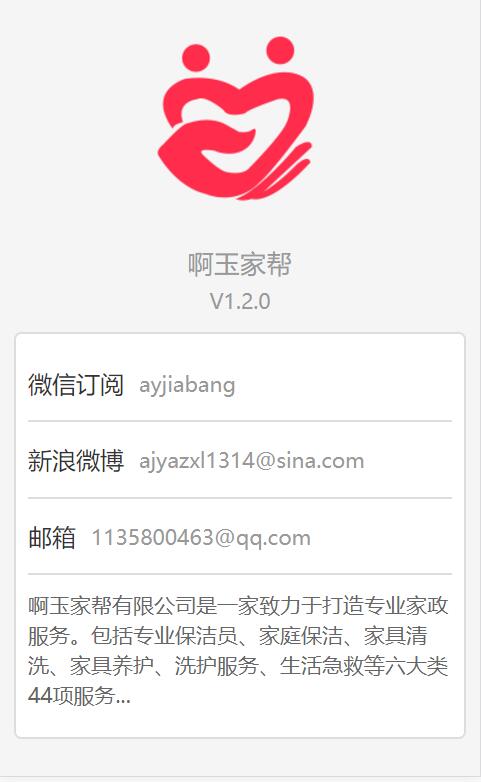 啊玉家帮
V1.2.0
微信订阅 ayjiabang
新浪微博 ajyazxl1314@sina.com
邮箱 1135800463@qq.com
啊玉家帮有限公司是一家致力于打造专业家政
服务。包括专业保洁员、家庭保洁、家具清
洗、家具养护、洗护服务、生活急救等六大类
44项服务...